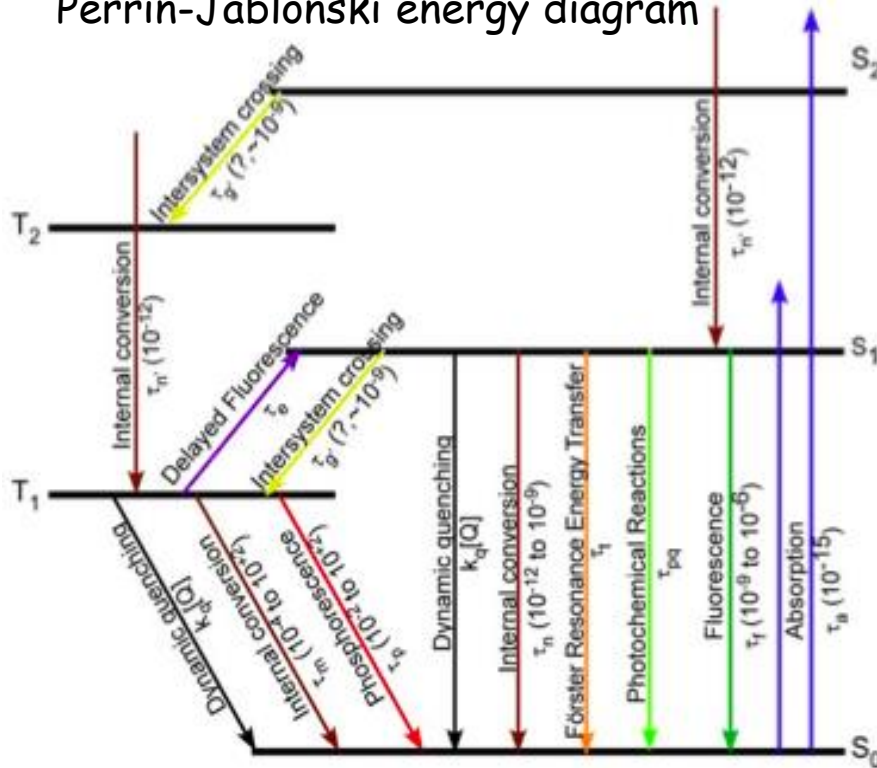 Perrin-Jablonski energy diagram
S2
Intersystem crossing
τg' (?,~10-9)
Internal conversion
τn' (10-12)
T2
Internal conversion
τn' (10-12)
Delayed Fluorescence
τe
Intersystem crossing
τg' (?,~10-9)
S1
T1
Dynamic quenching
kq[Q]
Internal conversion
τm (10-4 to 10+2)
Phosphorescence
τp (10-2 to 10+2)
Dynamic quenching
kq[Q]
Internal conversion
τn (10-12 to 10-9)
Förster Resonance Energy Transfer
τt
Photochemical Reactions
τpq
Fluorescence
τf (10-9 to 10-6)
Absorption
τa (10-15)
S0